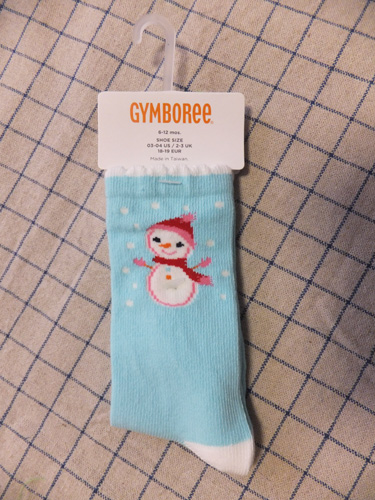 GYMBOREE
6-12 mos.
SHOE SIZE
03-04 US / 2-3 UK
18-19 EUR
Made in Taiwan